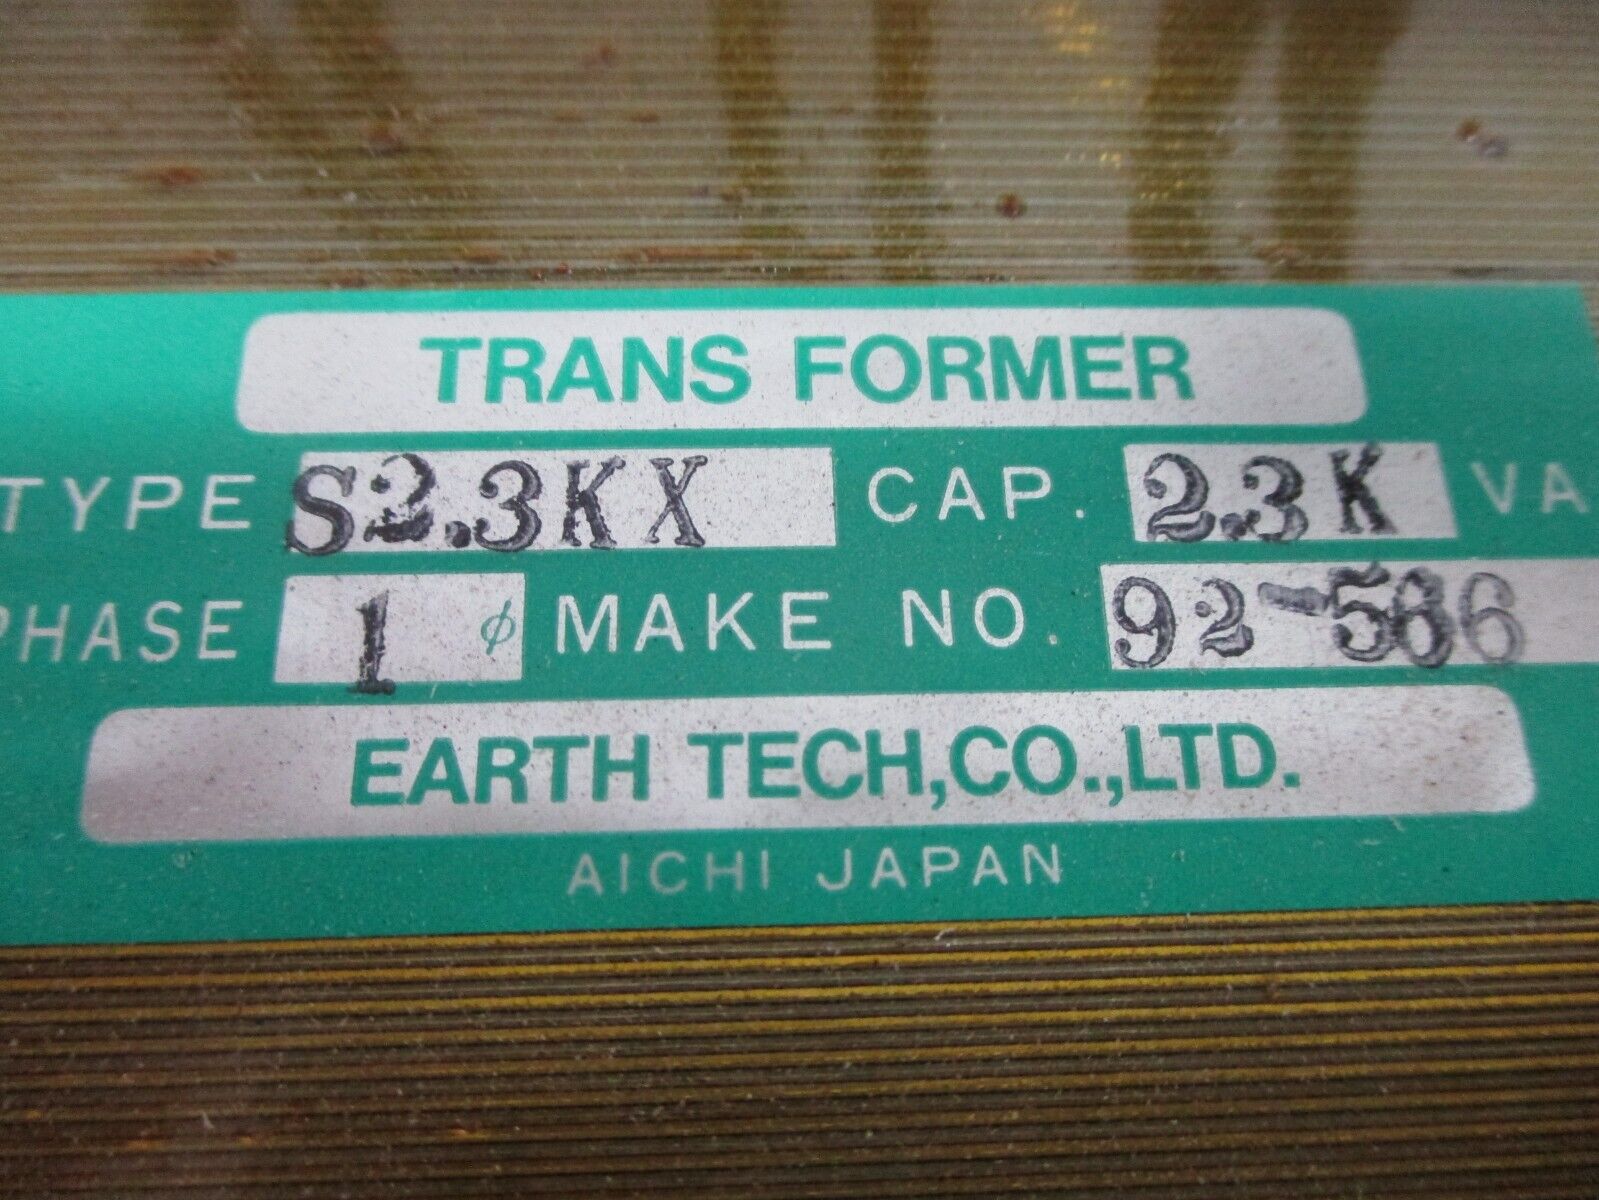 TRANS FORMER
TYPE S2.3KX CAP. 2.3K VA
PHASE 1 ϕ MAKE NO. 92-566
EARTH TECH,CO.,LTD.
AICHI JAPAN